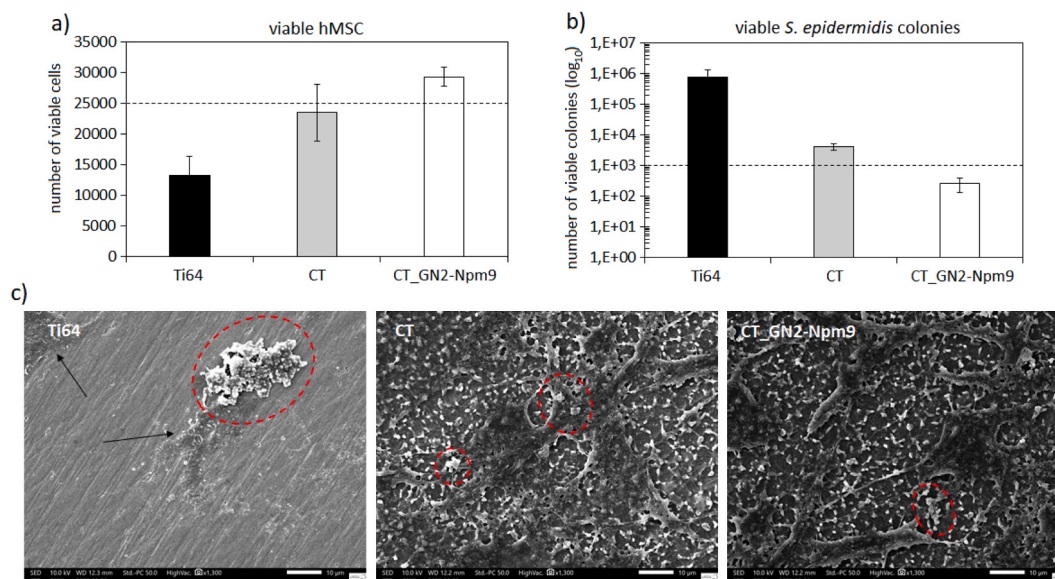 a)
viable hMSC
number of viable cells
35000
30000
25000
20000
15000
10000
5000
0
Ti64
CT
CT_GN2-Npm9
b)
viable S. epidermidis colonies
number of viable colonies (log10)
1,E+07
1,E+06
1,E+05
1,E+04
1,E+03
1,E+02
1,E+01
1,E+00
Ti64
CT
CT_GN2-Npm9
c)
Ti64
SED 10.0 kV WD 12.3 mm Std.-PC 50.0 HighVac. x1,300 10 µm
CT
SED 10.0 kV WD 12.2 mm Std.-PC 50.0 HighVac. x1,300 10 µm
CT_GN2-Npm9
SED 10.0 kV WD 12.2 mm Std.-PC 50.0 HighVac. x1,300 10 µm